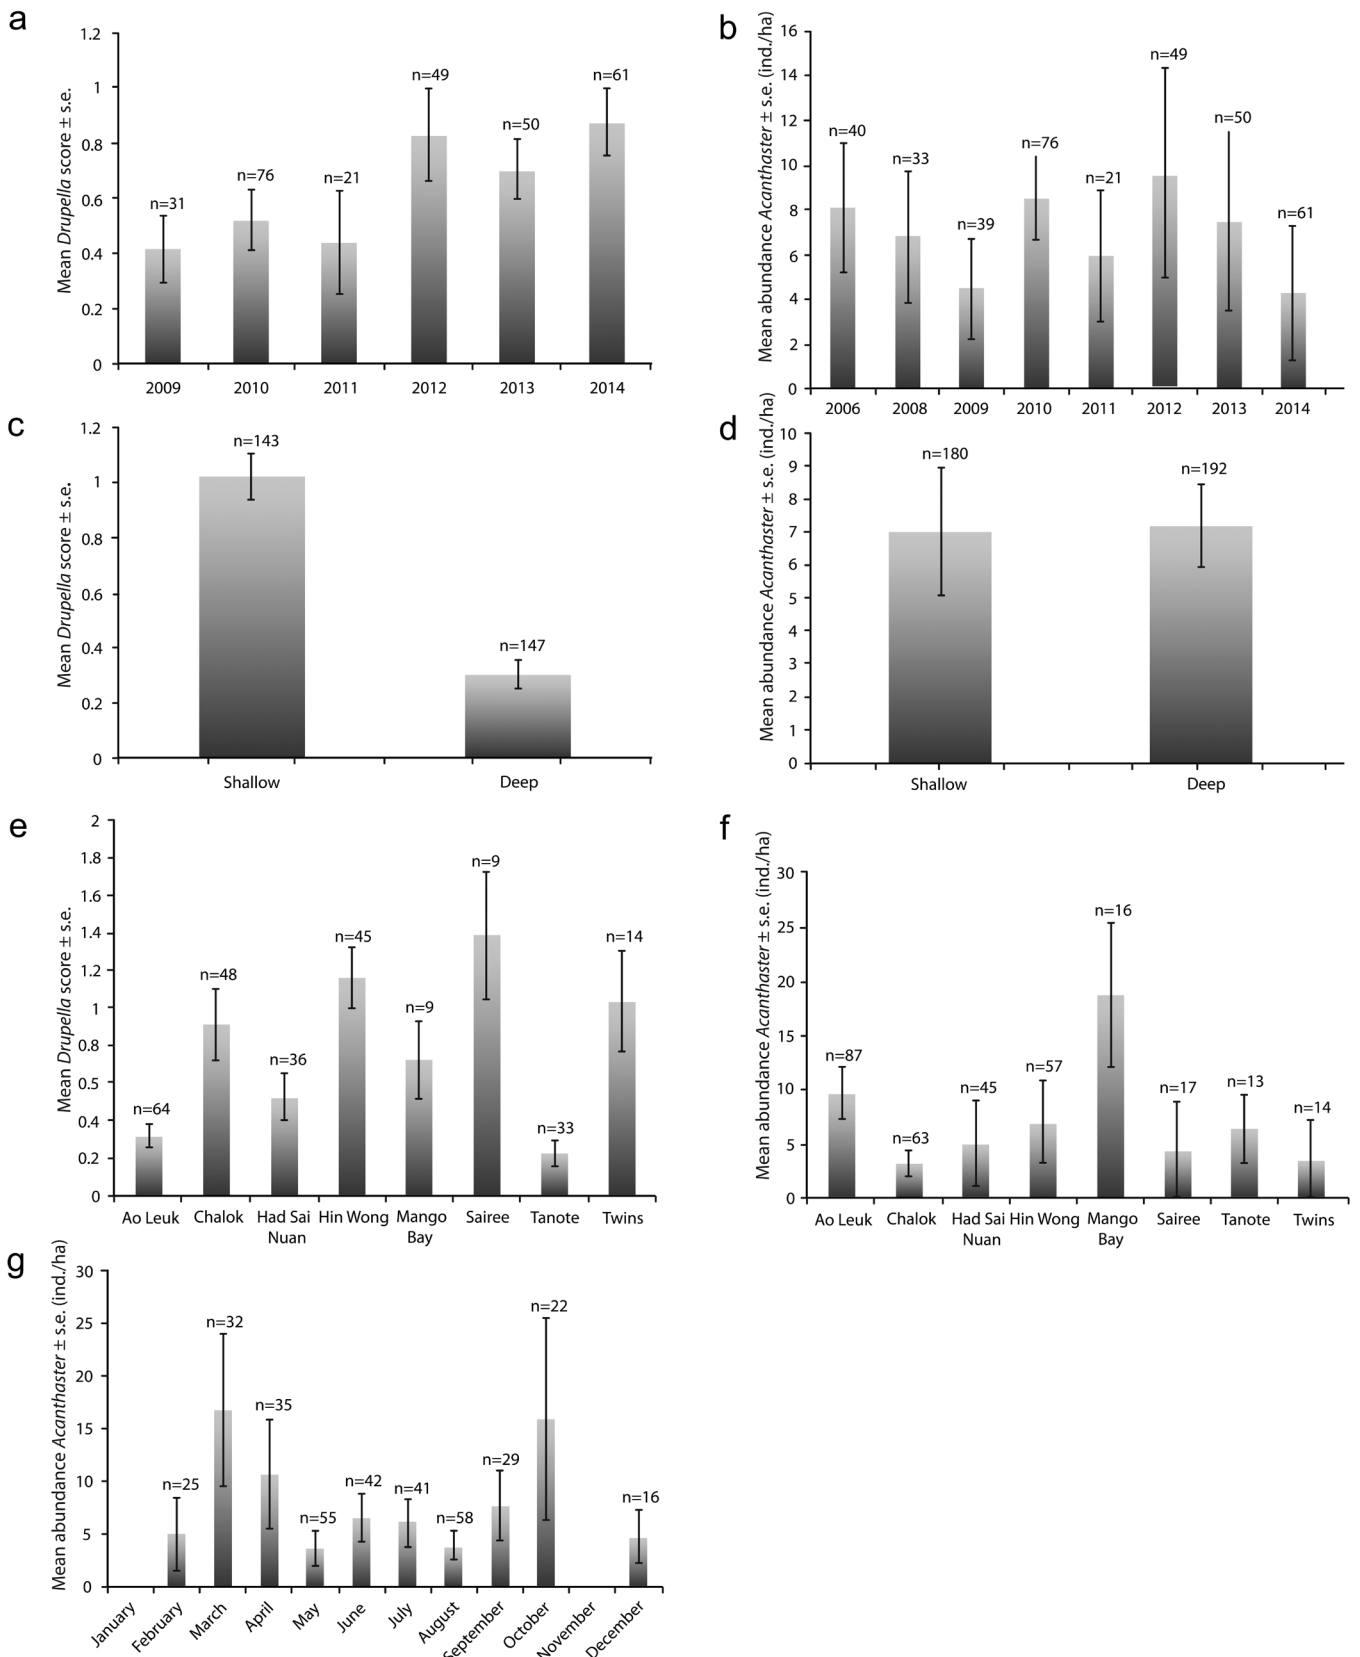 a
Mean Drupella score ± s.e.
1.2
1
0.8
0.6
0.4
0.2
0
n=31
n=76
n=21
n=49
n=50
n=61
2009 2010 2011 2012 2013 2014
b
Mean abundance Acanthaster ± s.e. (ind./ha)
16
14
12
10
8
6
4
2
0
n=40
n=33
n=39
n=76
n=21
n=49
n=50
n=61
2006 2008 2009 2010 2011 2012 2013 2014
c
Mean Drupella score ± s.e.
1.2
1
0.8
0.6
0.4
0.2
0
n=143
n=147
Shallow Deep
d
Mean abundance Acanthaster ± s.e. (ind./ha)
10
9
8
7
6
5
4
3
2
1
0
n=180
n=192
Shallow Deep
e
Mean Drupella score ± s.e.
2
1.8
1.6
1.4
1.2
1
0.8
0.5
0.4
0.2
0
n=64
n=48
n=36
n=45
n=9
n=9
n=33
n=14
Ao Leuk Chalok Had Sai Hin Wong Mango Sairee Tanote Twins
Nuan Bay
f
Mean abundance Acanthaster ± s.e. (ind./ha)
30
25
20
15
10
5
0
n=87
n=63
n=45
n=57
n=16
n=17
n=13
n=14
Ao Leuk Chalok Had Sai Hin Wong Mango Sairee Tanote Twins
Nuan Bay
g
Mean abundance Acanthaster ± s.e. (ind./ha)
30
25
20
15
10
5
0
n=25
n=32
n=35
n=55
n=42
n=41
n=58
n=29
n=22
n=16
January
February
March
April
May
June
July
August
September
October
November
December